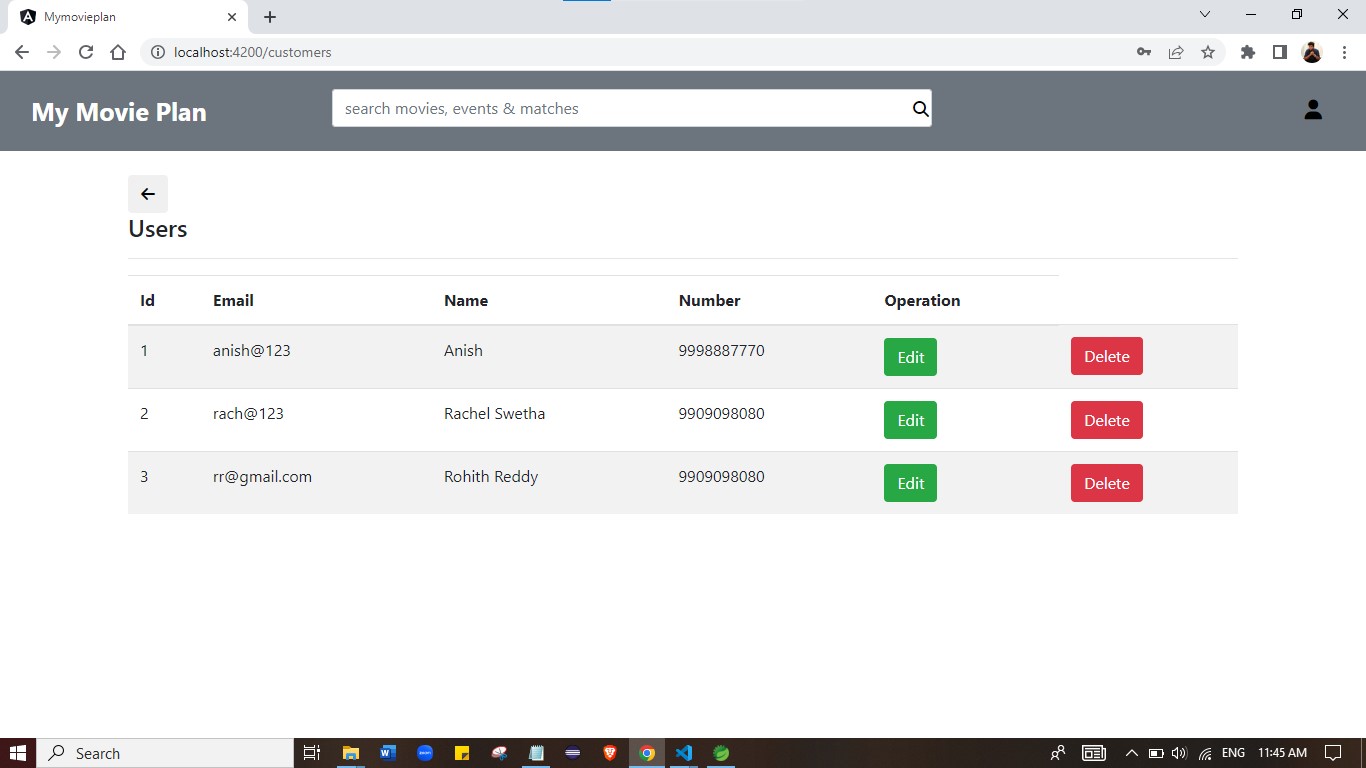 Mymovieplan
localhost:4200/customers
My Movie Plan
search movies, events & matches
Users
Id Email Name Number Operation
1 anish@123 Anish 9998887770 Edit Delete
2 rach@123 Rachel Swetha 9909098080 Edit Delete
3 rr@gmail.com Rohith Reddy 9909098080 Edit Delete
Search
ENG 11:45 AM